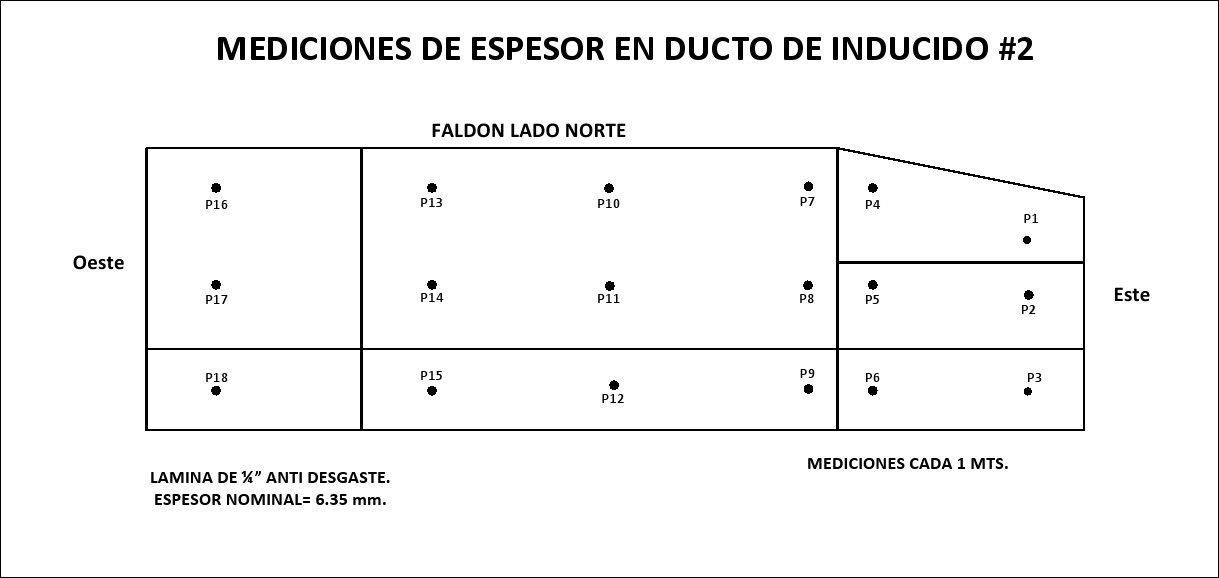 MEDICIONES DE ESPESOR EN DUCTO DE INDUCIDO #2
FALDON LADO NORTE
P16
P13
P10
P7
P4
P1
Oeste
P17
P14
P11
P8
P5
P2
Este
P18
P15
P12
P9
P6
P3
LAMINA DE ¼” ANTI DESGASTE.
ESPESOR NOMINAL= 6.35 mm.
MEDICIONES CADA 1 MTS.